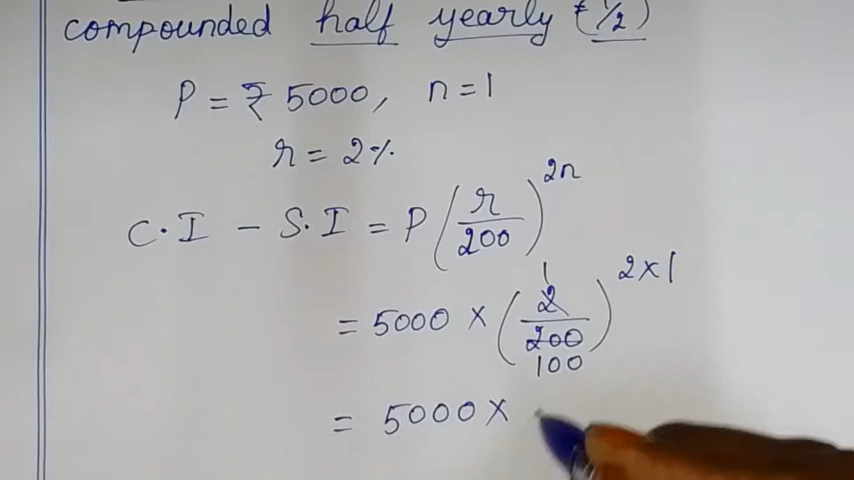 compounded half yearly (½)
P = ₹ 5000, n = 1
r = 2%
C.I - S.I = P (r/200)^2n
= 5000 × (2/200)^2×1
1
100
= 5000 ×